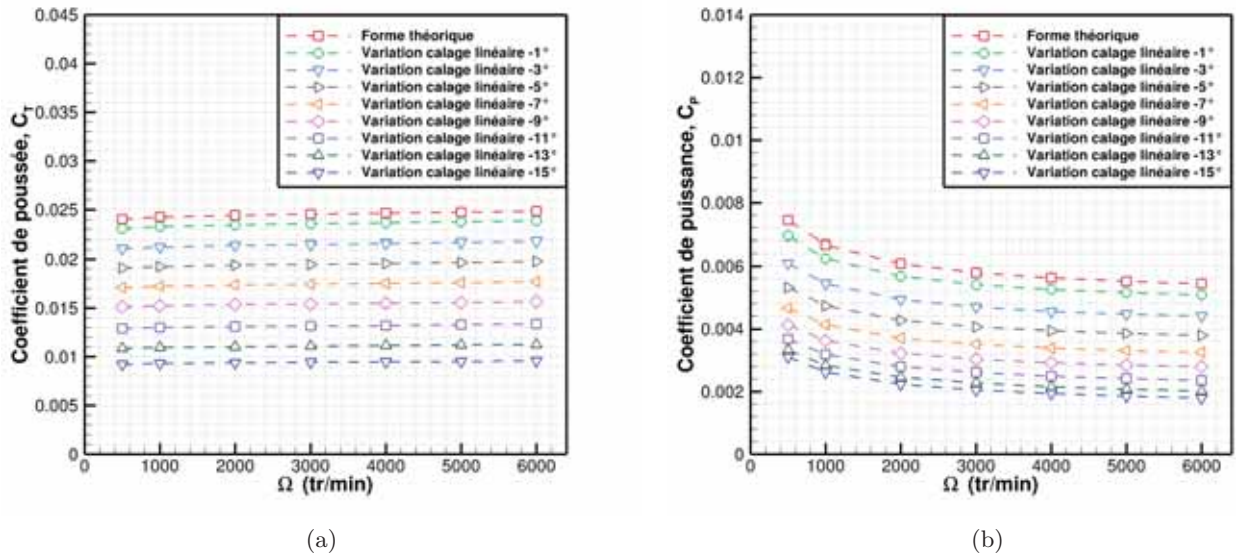 0.045
0.04
0.035
0.03
0.025
0.02
0.015
0.01
0.005
0
Coefficient de poussée, C_T
Forme théorique
Variation calage linéaire -1°
Variation calage linéaire -3°
Variation calage linéaire -5°
Variation calage linéaire -7°
Variation calage linéaire -9°
Variation calage linéaire -11°
Variation calage linéaire -13°
Variation calage linéaire -15°
0 1000 2000 3000 4000 5000 6000
Ω (tr/min)
(a)
0.014
0.012
0.01
0.008
0.006
0.004
0.002
0
Coefficient de puissance, C_P
Forme théorique
Variation calage linéaire -1°
Variation calage linéaire -3°
Variation calage linéaire -5°
Variation calage linéaire -7°
Variation calage linéaire -9°
Variation calage linéaire -11°
Variation calage linéaire -13°
Variation calage linéaire -15°
0 1000 2000 3000 4000 5000 6000
Ω (tr/min)
(b)